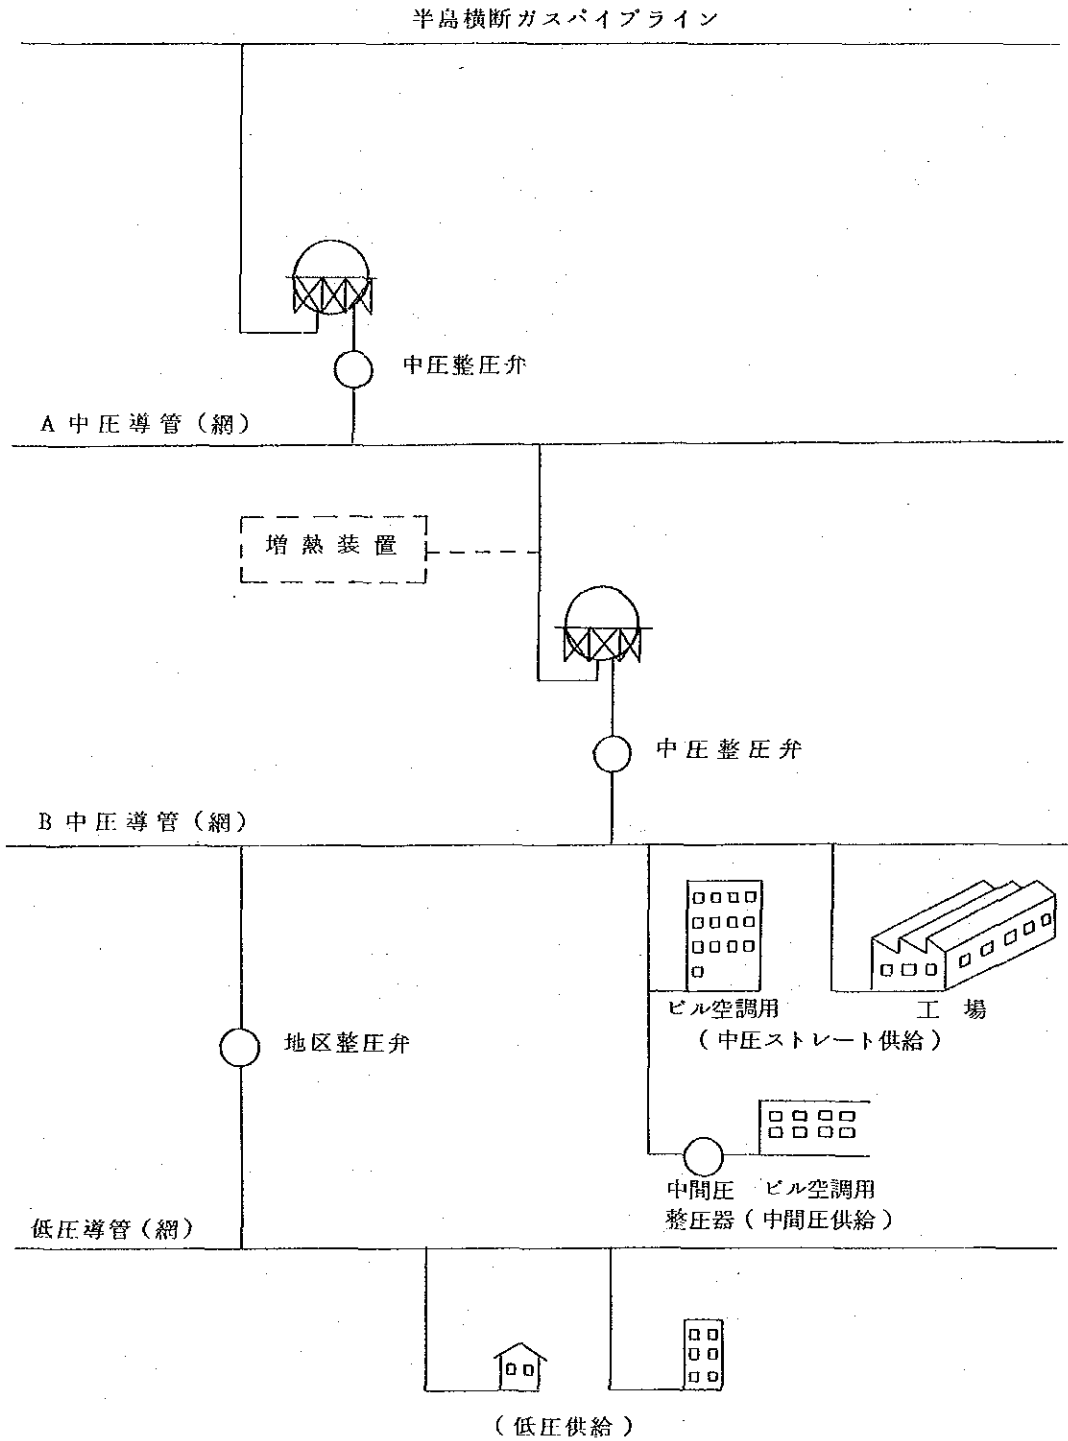 半島横断ガスパイプライン
中圧整圧弁
A中圧導管(網)
増熱装置
中圧整圧弁
B中圧導管(網)
ビル空調用
工場
(中圧ストレート供給)
地区整圧弁
中間圧 ビル空調用
整圧器(中間圧供給)
低圧導管(網)
(低圧供給)